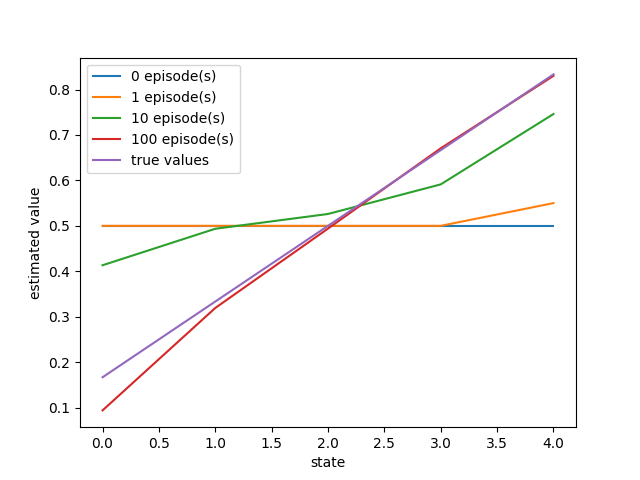 0 episode(s)
1 episode(s)
10 episode(s)
100 episode(s)
true values
0.8
0.7
0.6
0.5
0.4
0.3
0.2
0.1
estimated value
0.0 0.5 1.0 1.5 2.0 2.5 3.0 3.5 4.0
state